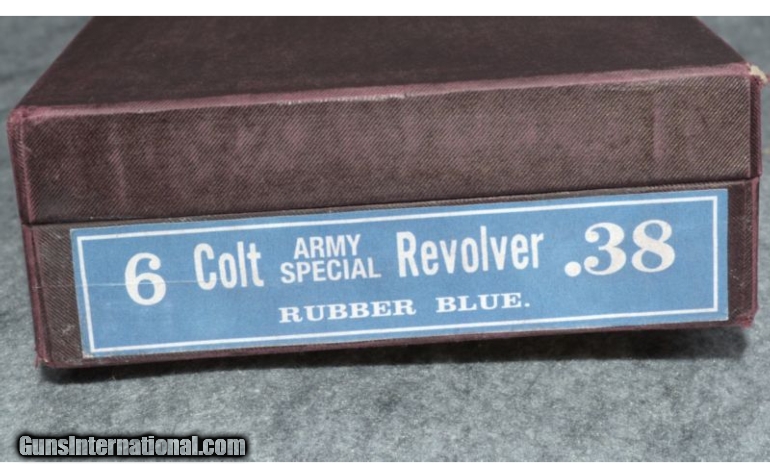 6 Colt ARMY SPECIAL Revolver .38
RUBBER BLUE.
GunsInternational.com